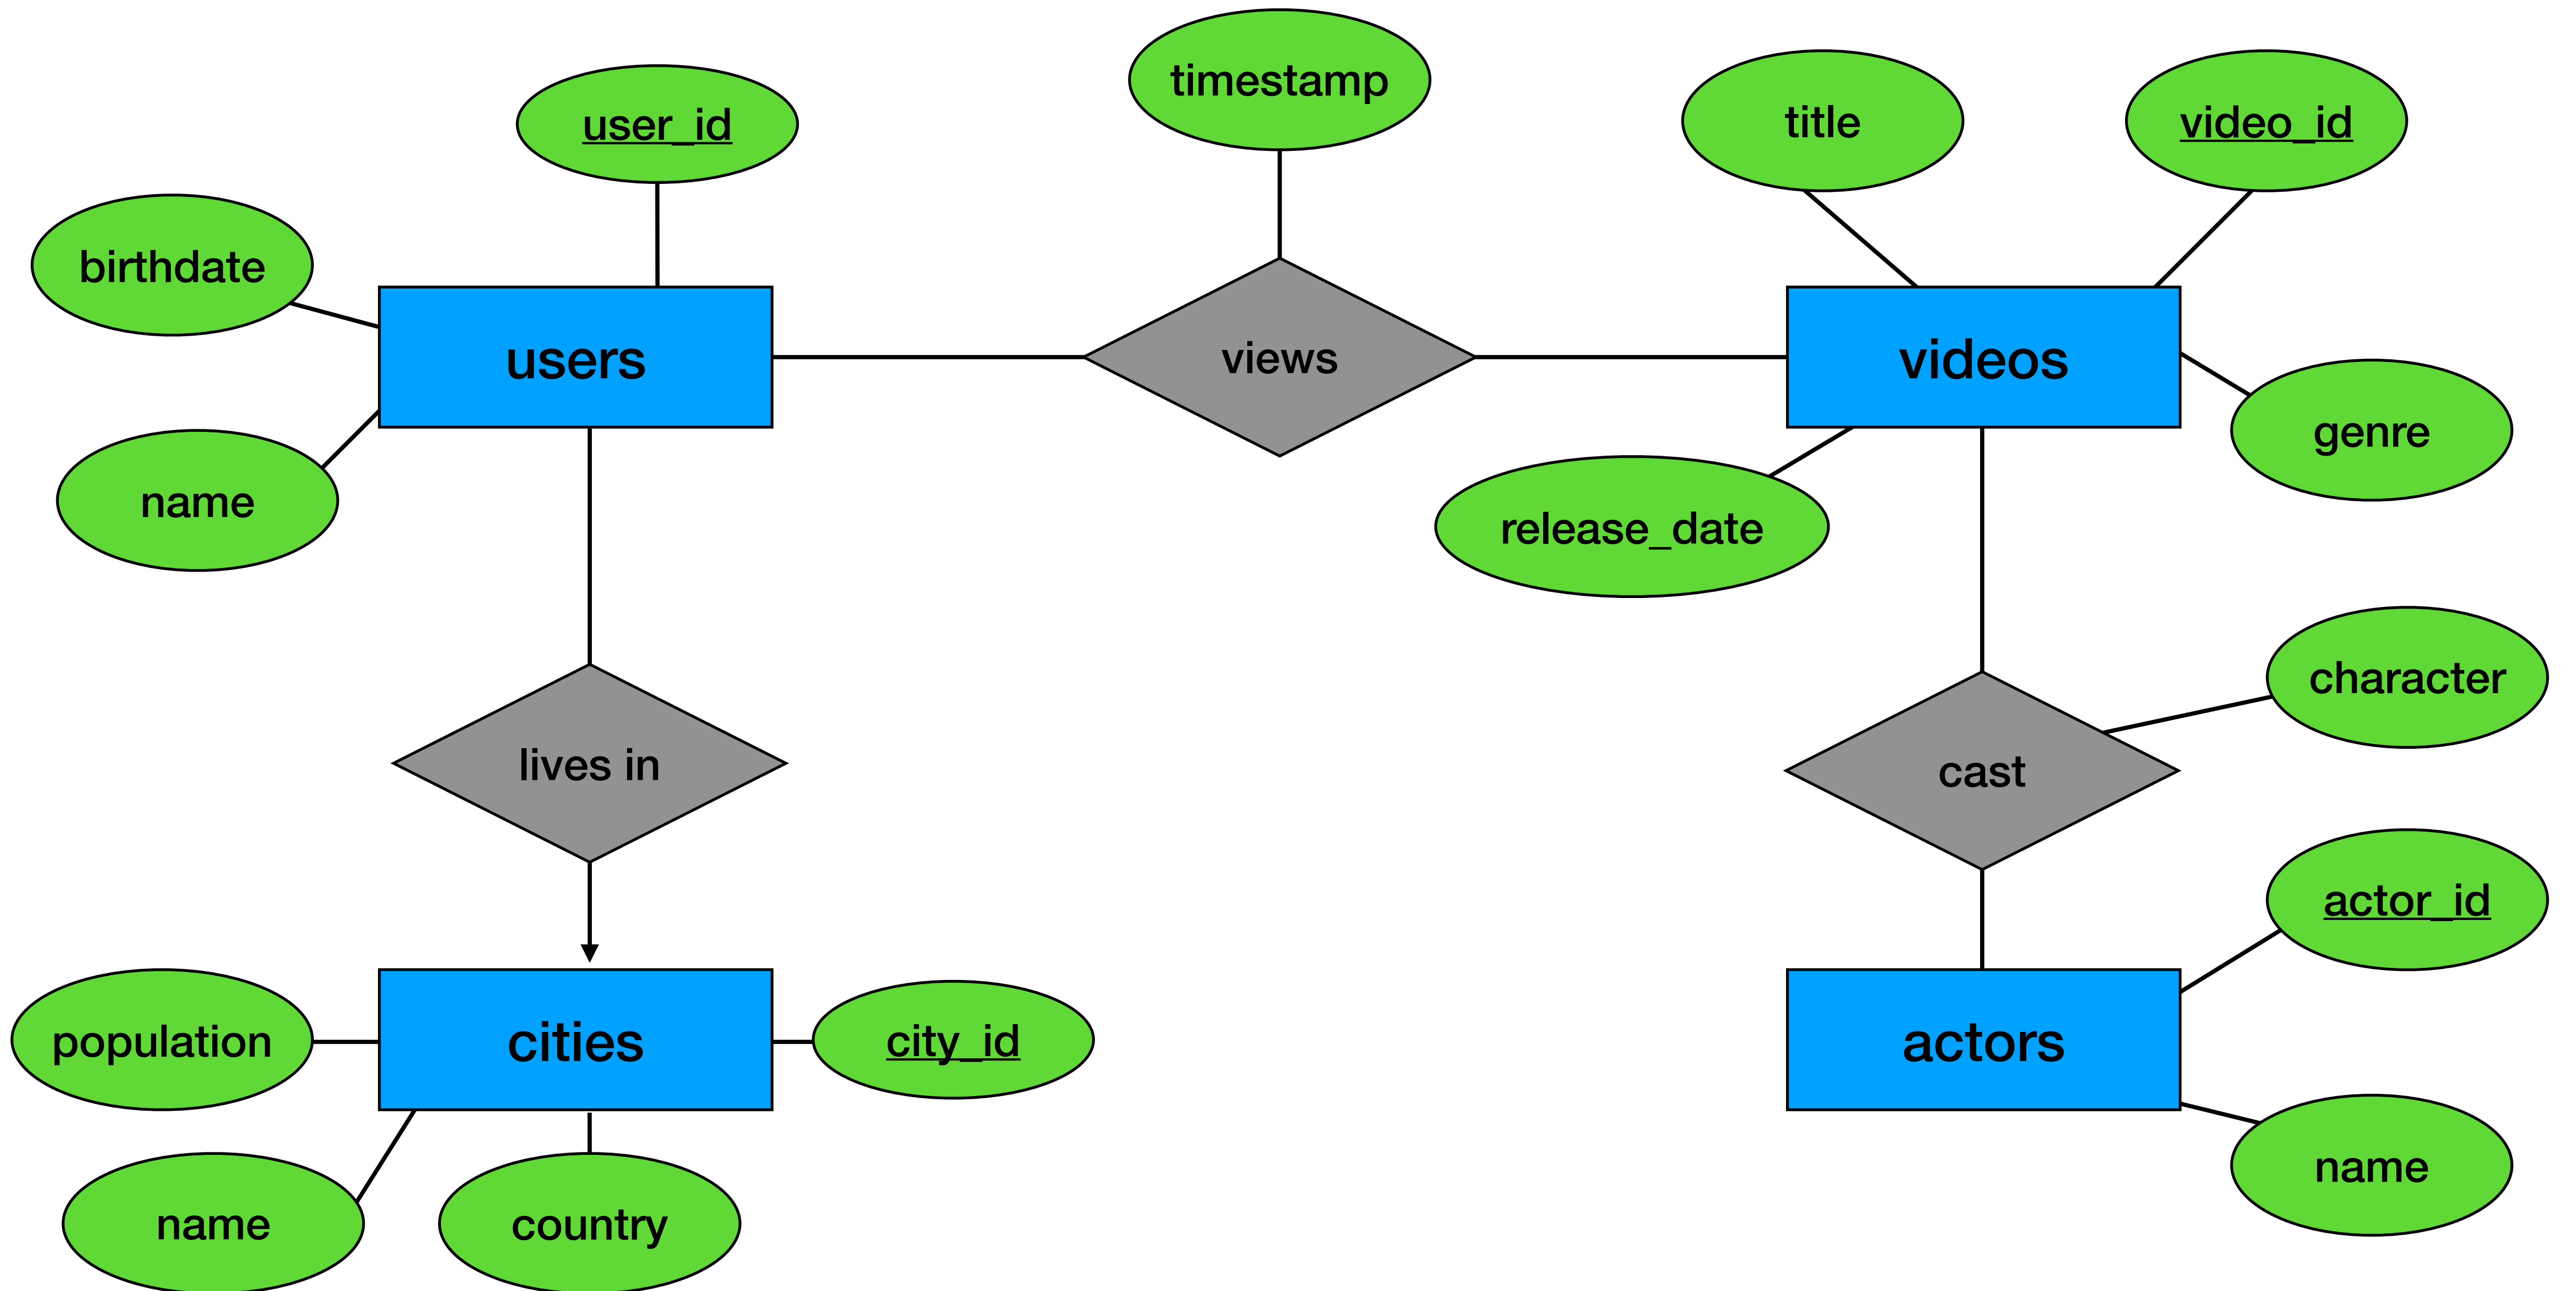 timestamp
title
video_id
user_id
birthdate
users
views
videos
genre
name
release_date
character
lives in
cast
actor_id
population
cities
city_id
actors
name
country
name